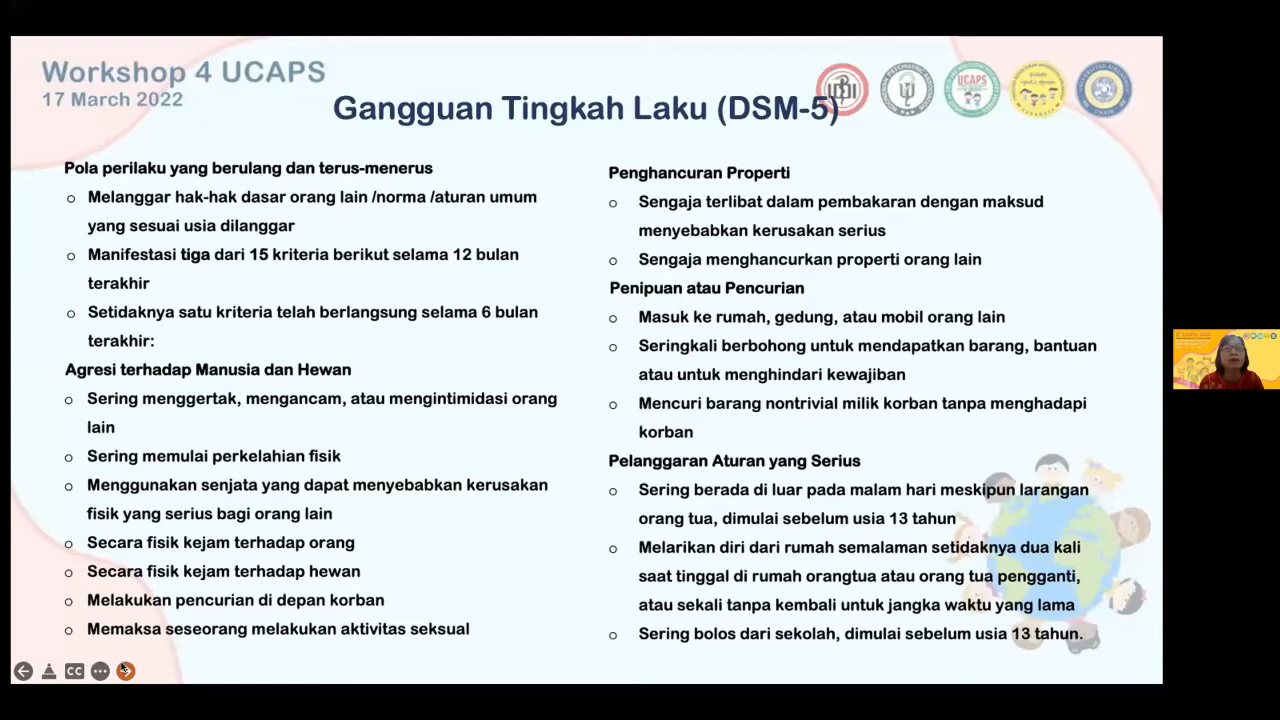 Workshop 4 UCAPS
17 March 2022
Gangguan Tingkah Laku (DSM-5)
Pola perilaku yang berulang dan terus-menerus
Melanggar hak-hak dasar orang lain /norma /aturan umum
yang sesuai usia dilanggar
Manifestasi tiga dari 15 kriteria berikut selama 12 bulan
terakhir
Setidaknya satu kriteria telah berlangsung selama 6 bulan
terakhir:
Agresi terhadap Manusia dan Hewan
Sering menggertak, mengancam, atau mengintimidasi orang
lain
Sering memulai perkelahian fisik
Menggunakan senjata yang dapat menyebabkan kerusakan
fisik yang serius bagi orang lain
Secara fisik kejam terhadap orang
Secara fisik kejam terhadap hewan
Melakukan pencurian di depan korban
Memaksa seseorang melakukan aktivitas seksual
Penghancuran Properti
Sengaja terlibat dalam pembakaran dengan maksud
menyebabkan kerusakan serius
Sengaja menghancurkan properti orang lain
Penipuan atau Pencurian
Masuk ke rumah, gedung, atau mobil orang lain
Seringkali berbohong untuk mendapatkan barang, bantuan
atau untuk menghindari kewajiban
Mencuri barang nontrivial milik korban tanpa menghadapi
korban
Pelanggaran Aturan yang Serius
Sering berada di luar pada malam hari meskipun larangan
orang tua, dimulai sebelum usia 13 tahun
Melarikan diri dari rumah semalaman setidaknya dua kali
saat tinggal di rumah orangtua atau orang tua pengganti,
atau sekali tanpa kembali untuk jangka waktu yang lama
Sering bolos dari sekolah, dimulai sebelum usia 13 tahun.
UCAPS
CC